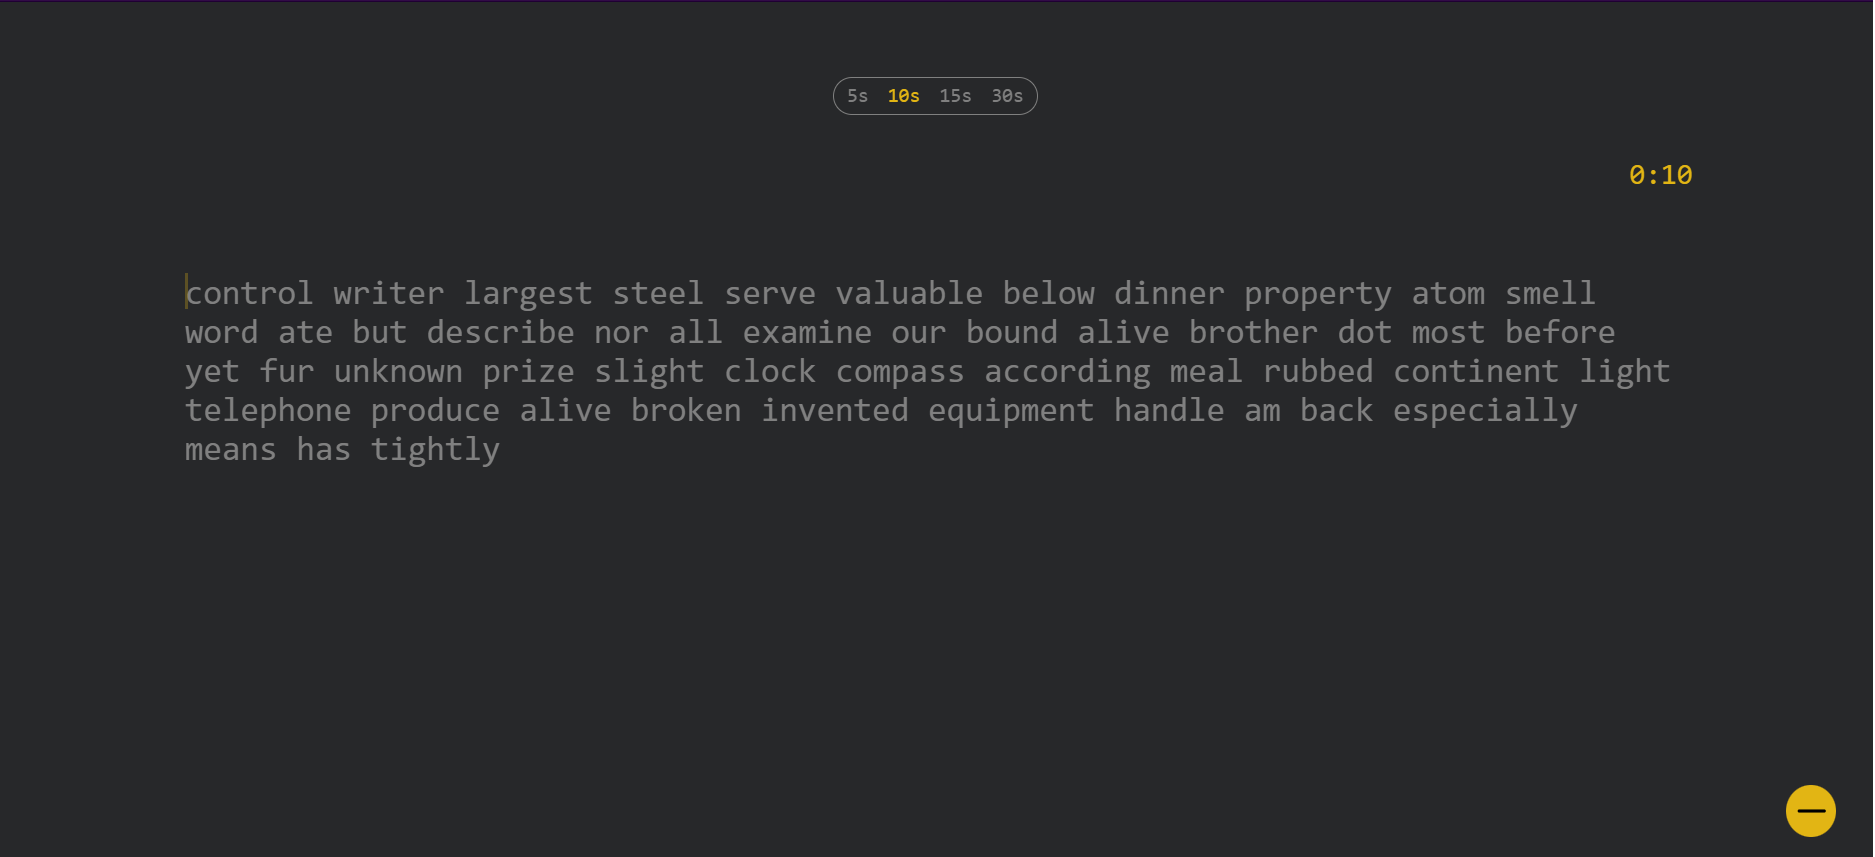 5s 10s 15s 30s
0:10
control writer largest steel serve valuable below dinner property atom smell
word ate but describe nor all examine our bound alive brother dot most before
yet fur unknown prize slight clock compass according meal rubbed continent light
telephone produce alive broken invented equipment handle am back especially
means has tightly